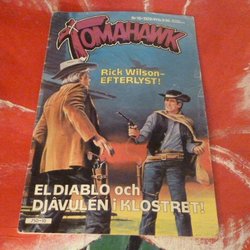 TOMAHAWK
Rick Wilson-
EFTERLYST!
EL DIABLO och
DJÄVULEN i KLOSTRET!